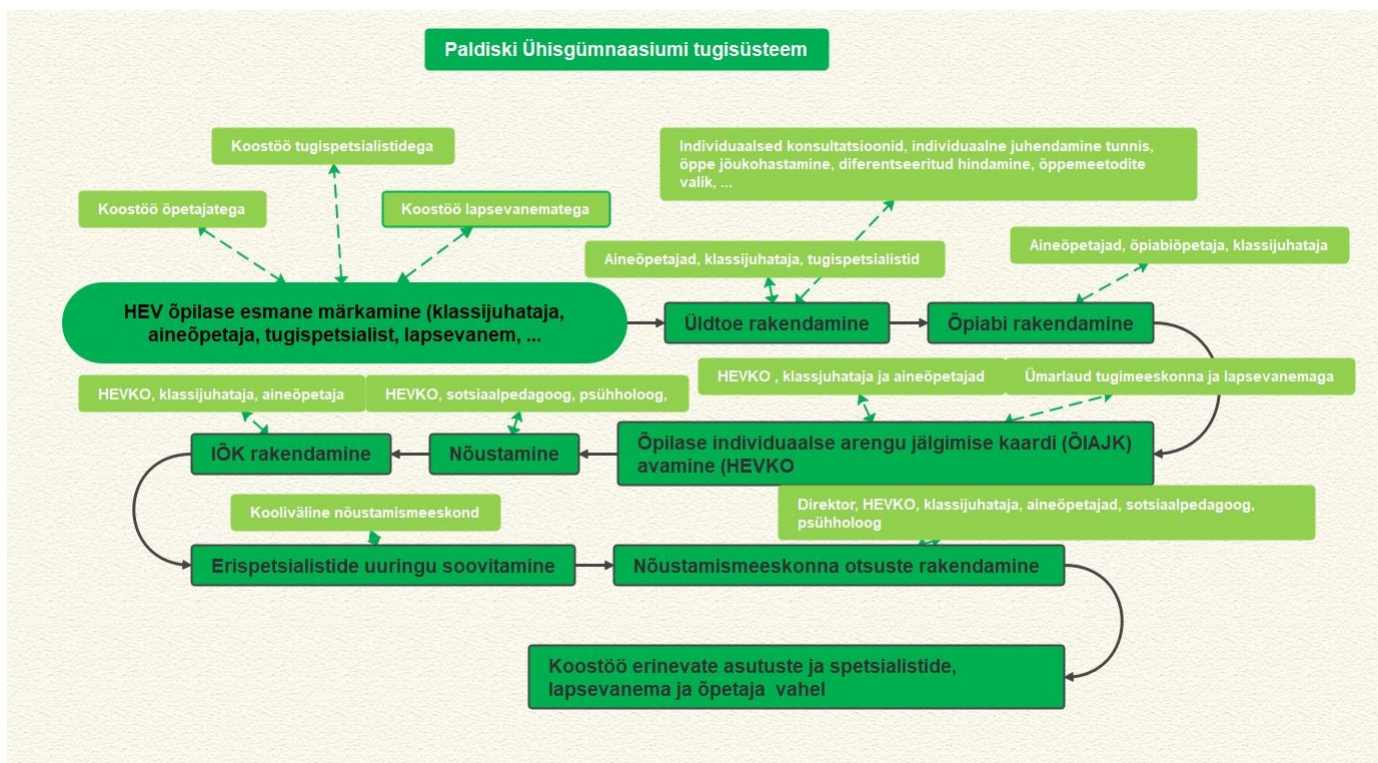 Paldiski Ühisgümnaasiumi tugisüsteem
Koostöö tugispetsialistidega
Individuaalsed konsultatsioonid, individuaalne juhendamine tunnis,
õppe jõukohastamine, diferentseeritud hindamine, õppemeetodite
valik, ...
Koostöö õpetajatega
Koostöö lapsevanematega
Aineõpetajad, klassijuhataja, tugispetsialistid
Aineõpetajad, õpiabiõpetaja, klassijuhataja
HEV õpilase esmane märkamine (klassijuhataja,
aineõpetaja, tugispetsialist, lapsevanem, ...
Üldtoe rakendamine
Õpiabi rakendamine
HEVKO, klassijuhataja, aineõpetaja
HEVKO, sotsiaalpedagoog, psühholoog,
HEVKO , klassjuhataja ja aineõpetajad
Ümarlaud tugimeeskonna ja lapsevanemaga
IÕK rakendamine
Nõustamine
Õpilase individuaalse arengu jälgimise kaardi (ÕIAJK)
avamine (HEVKO
Kooliväline nõustamismeeskond
Direktor, HEVKO, klassijuhataja, aineõpetajad, sotsiaalpedagoog,
psühholoog
Erispetsialistide uuringu soovitamine
Nõustamismeeskonna otsuste rakendamine
Koostöö erinevate asutuste ja spetsialistide,
lapsevanema ja õpetaja vahel